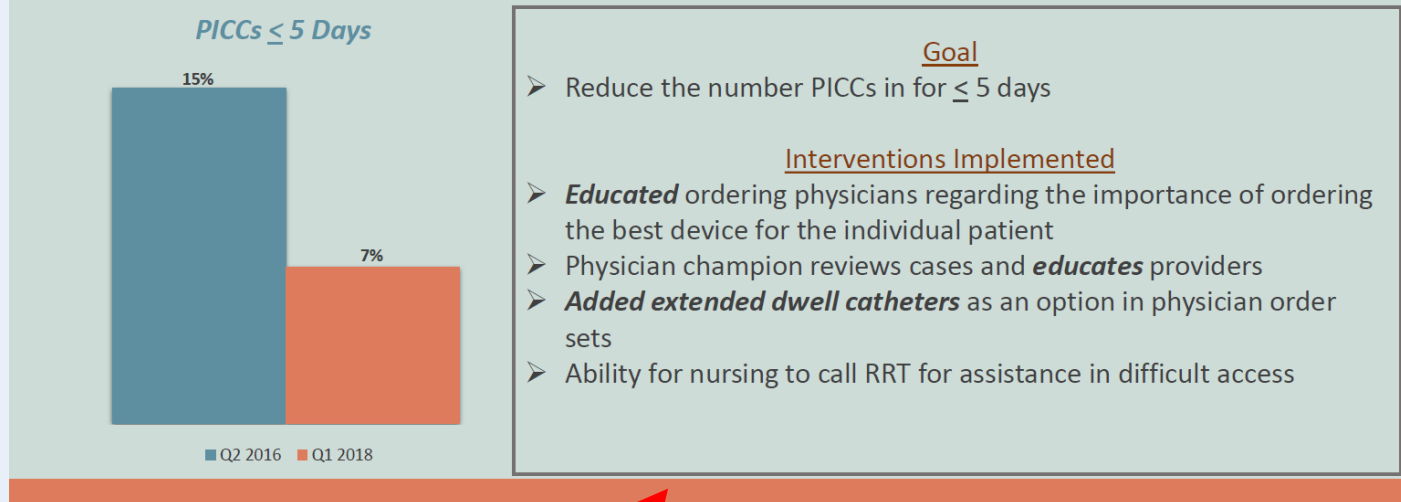 PICCs ≤ 5 Days
15%
7%
Q2 2016 Q1 2018
Goal
➢ Reduce the number PICCs in for ≤ 5 days
Interventions Implemented
➢ Educated ordering physicians regarding the importance of ordering
the best device for the individual patient
➢ Physician champion reviews cases and educates providers
➢ Added extended dwell catheters as an option in physician order
sets
➢ Ability for nursing to call RRT for assistance in difficult access